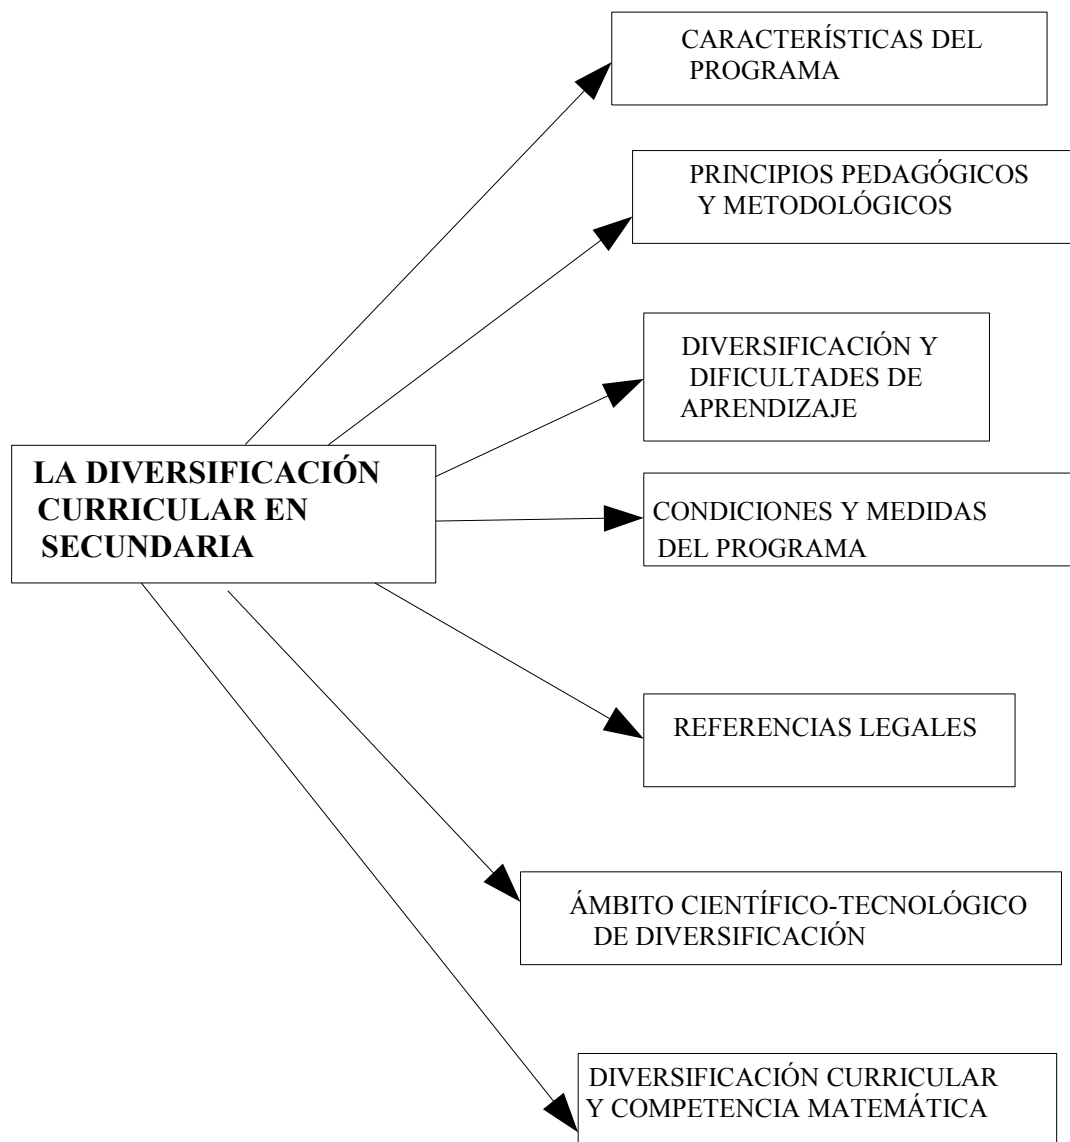 CARACTERÍSTICAS DEL
PROGRAMA
PRINCIPIOS PEDAGÓGICOS
Y METODOLÓGICOS
DIVERSIFICACIÓN Y
DIFICULTADES DE
APRENDIZAJE
LA DIVERSIFICACIÓN
CURRICULAR EN
SECUNDARIA
CONDICIONES Y MEDIDAS
DEL PROGRAMA
REFERENCIAS LEGALES
ÁMBITO CIENTÍFICO-TECNOLÓGICO
DE DIVERSIFICACIÓN
DIVERSIFICACIÓN CURRICULAR
Y COMPETENCIA MATEMÁTICA